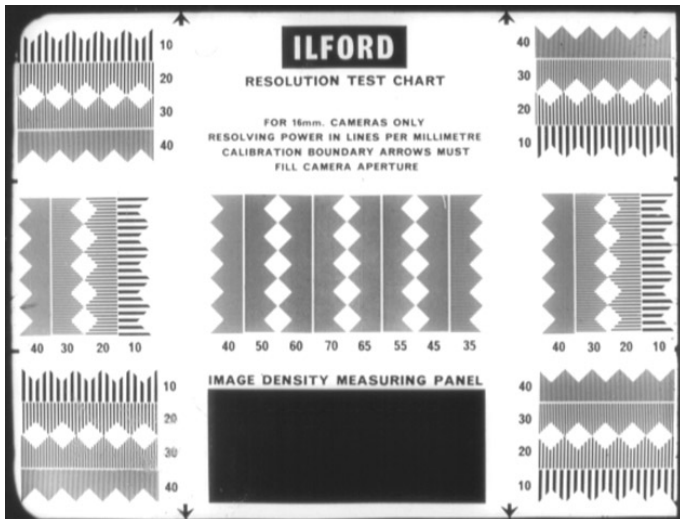 ILFORD
RESOLUTION TEST CHART
FOR 16mm. CAMERAS ONLY
RESOLVING POWER IN LINES PER MILLIMETRE
CALIBRATION BOUNDARY ARROWS MUST
FILL CAMERA APERTURE
10
20
30
40
40
30
20
10
40 30 20 10
40 50 60 70 65 55 45 35
40 30 20 10
IMAGE DENSITY MEASURING PANEL
10
20
30
40
40
30
20
10